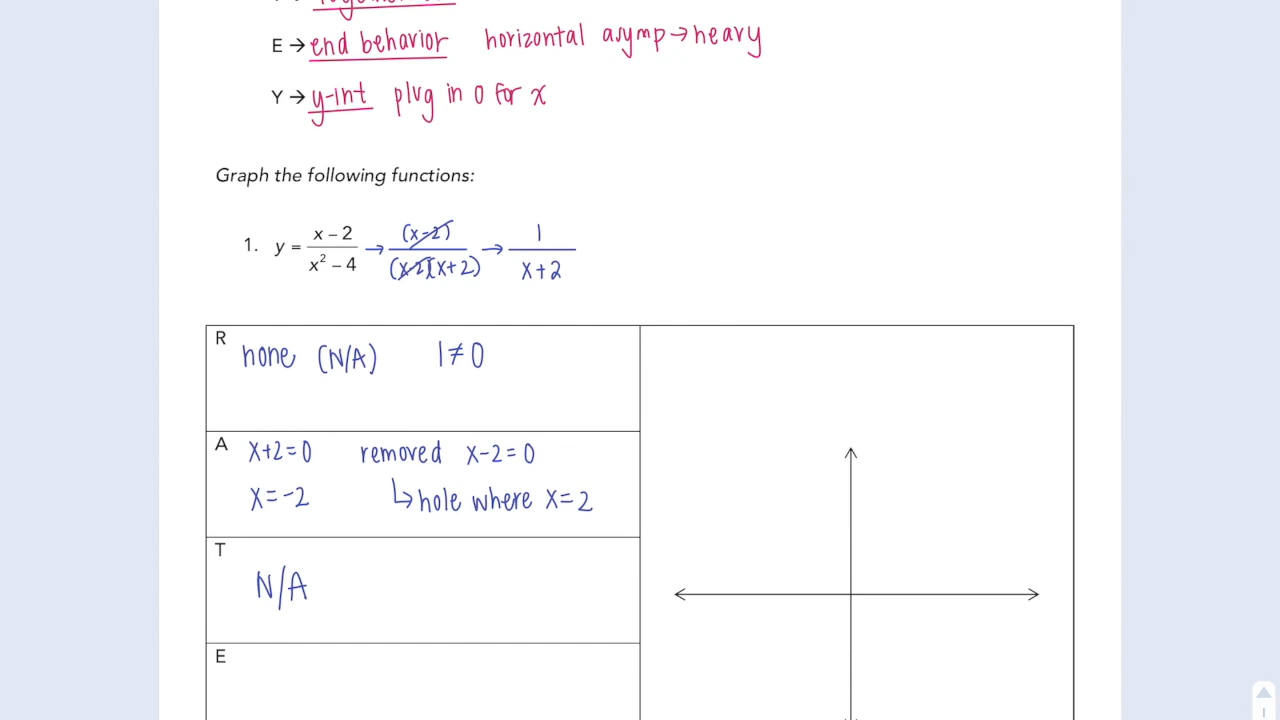 E → end behavior horizontal asymp → heavy
Y → y-int plug in 0 for x
Graph the following functions:
1. y = (x – 2)/(x² – 4) → (x-2)/((x-2)(x+2)) → 1/(x+2)
R
none (N/A) 1 ≠ 0
A
x+2=0 removed x-2=0
x=-2 ↳ hole where x=2
T
N/A
E